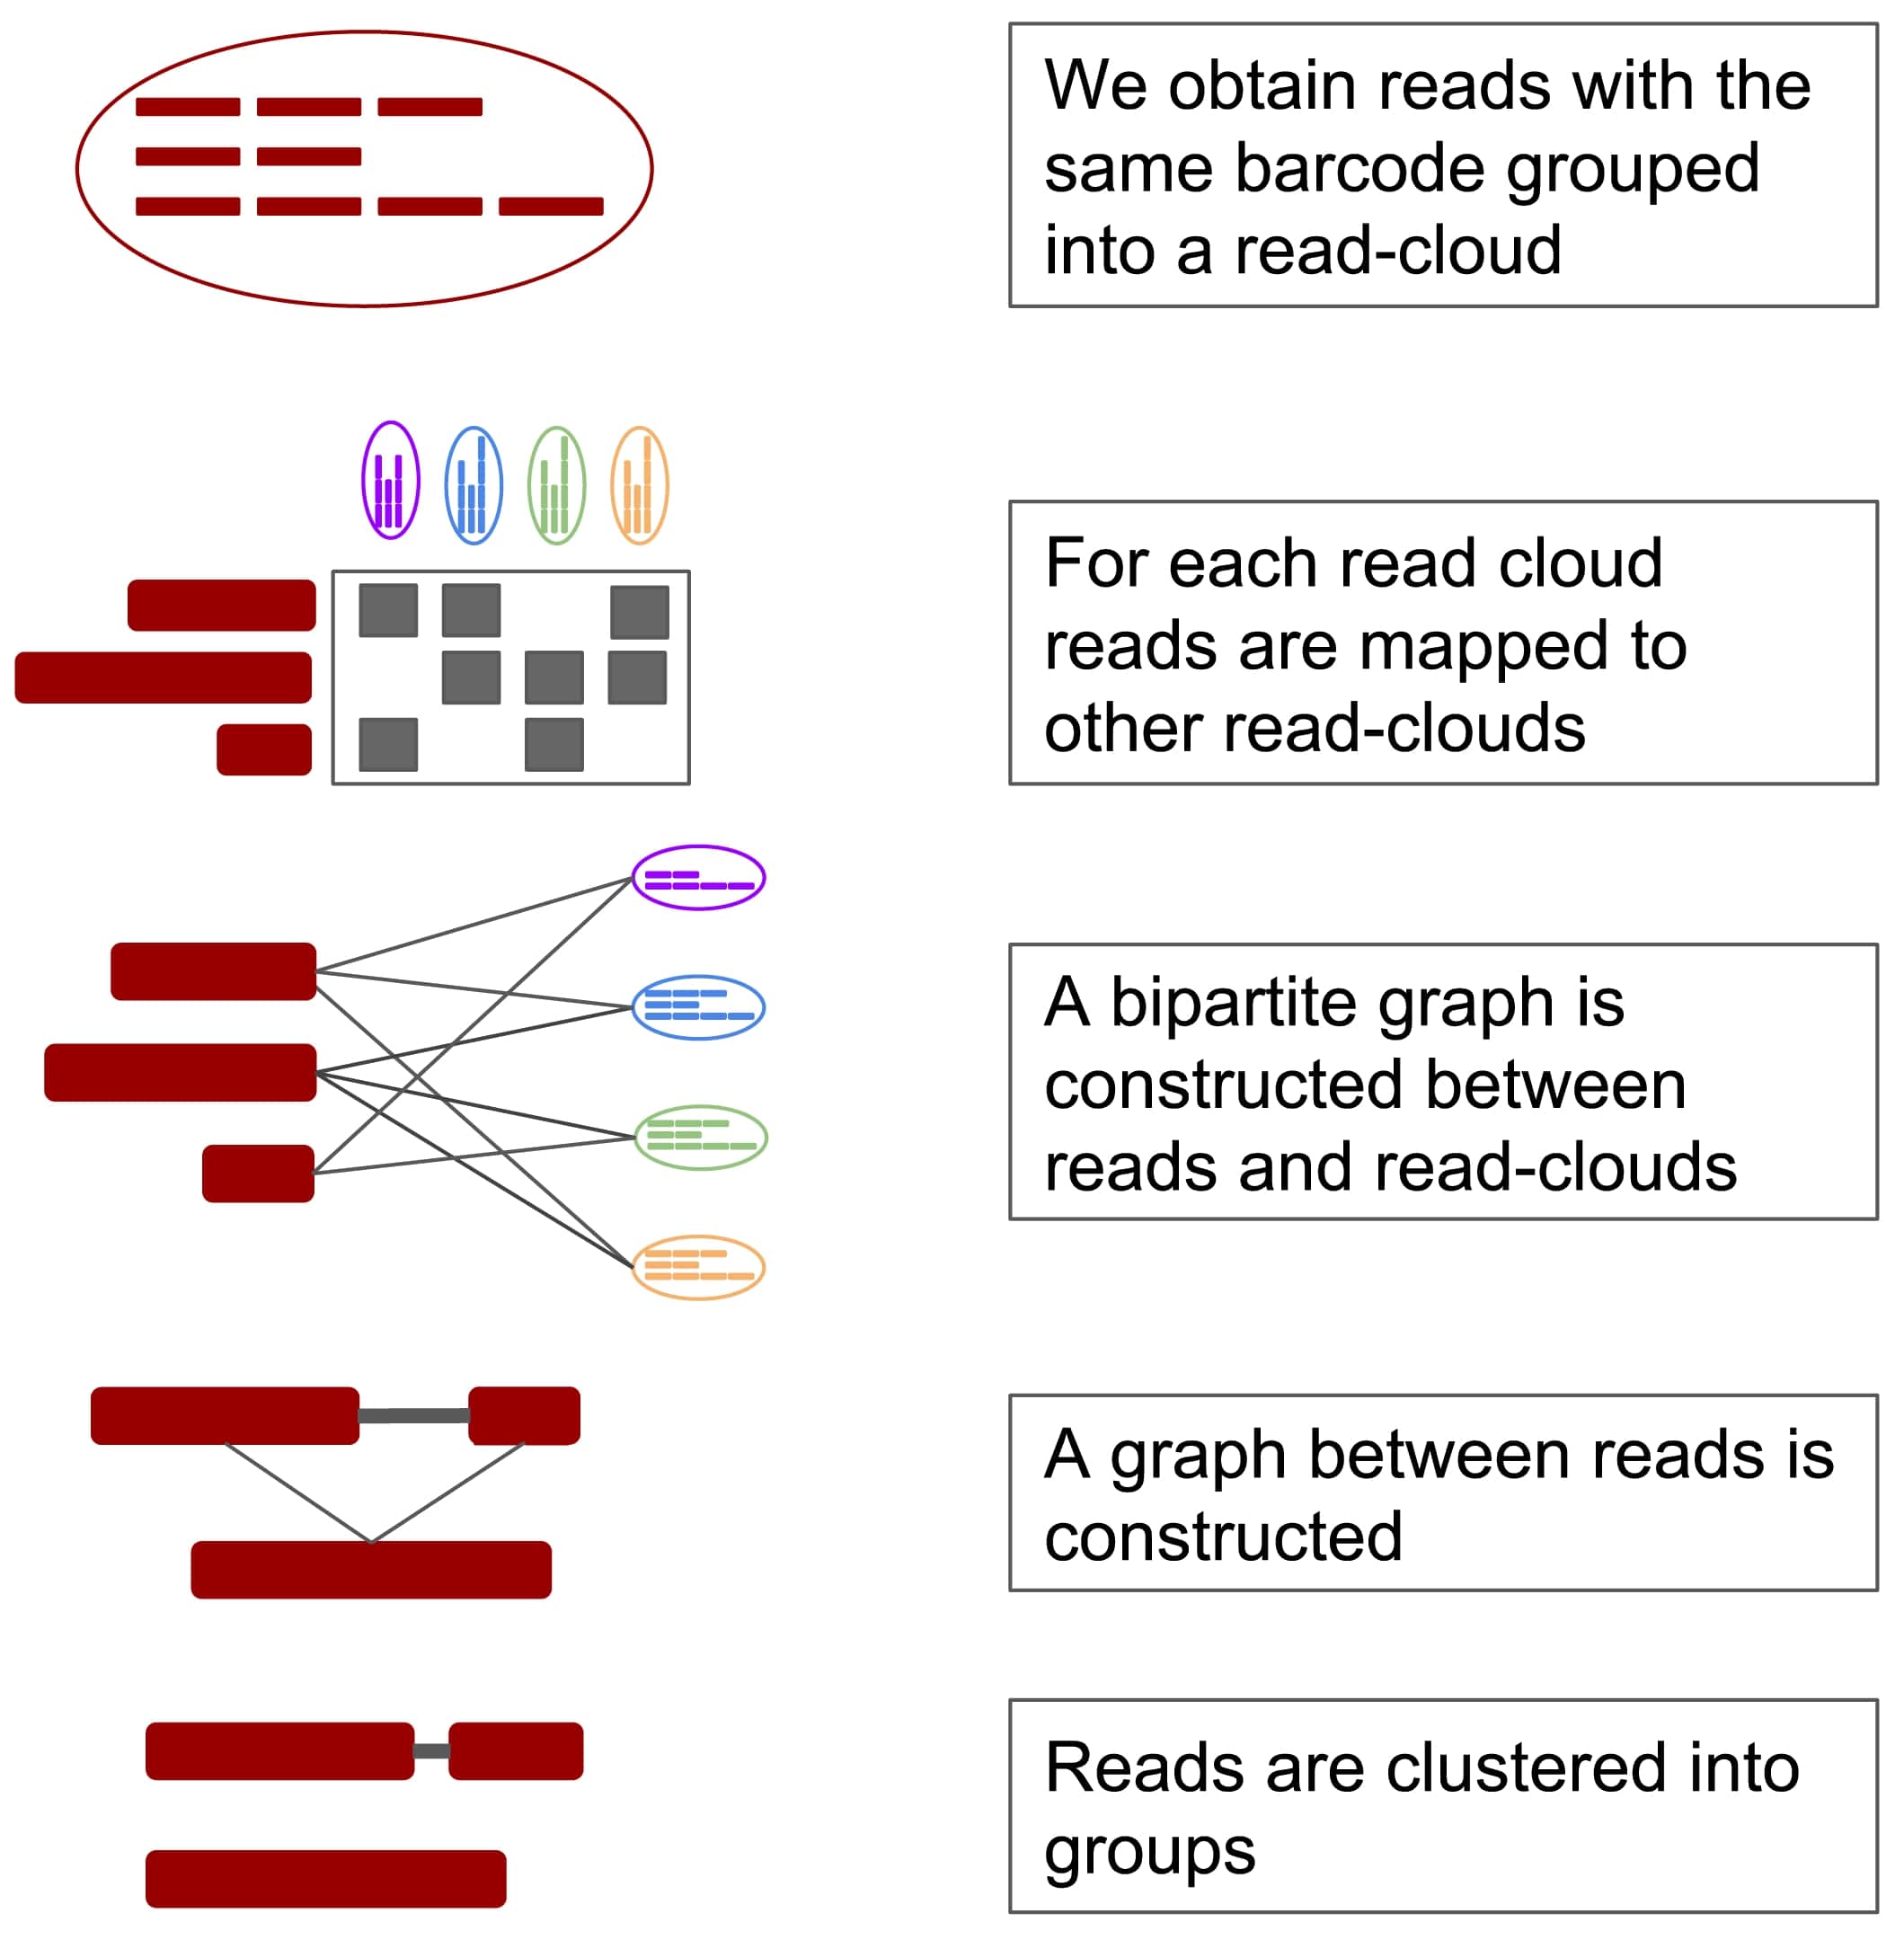 We obtain reads with the
same barcode grouped
into a read-cloud
For each read cloud
reads are mapped to
other read-clouds
A bipartite graph is
constructed between
reads and read-clouds
A graph between reads is
constructed
Reads are clustered into
groups